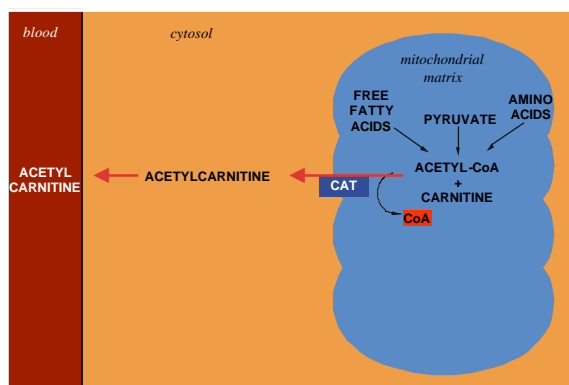 blood
cytosol
mitochondrial
matrix
FREE
FATTY
ACIDS
PYRUVATE
AMINO
ACIDS
ACETYL
CARNITINE
ACETYLCARNITINE
CAT
ACETYL-CoA
+
CARNITINE
CoA